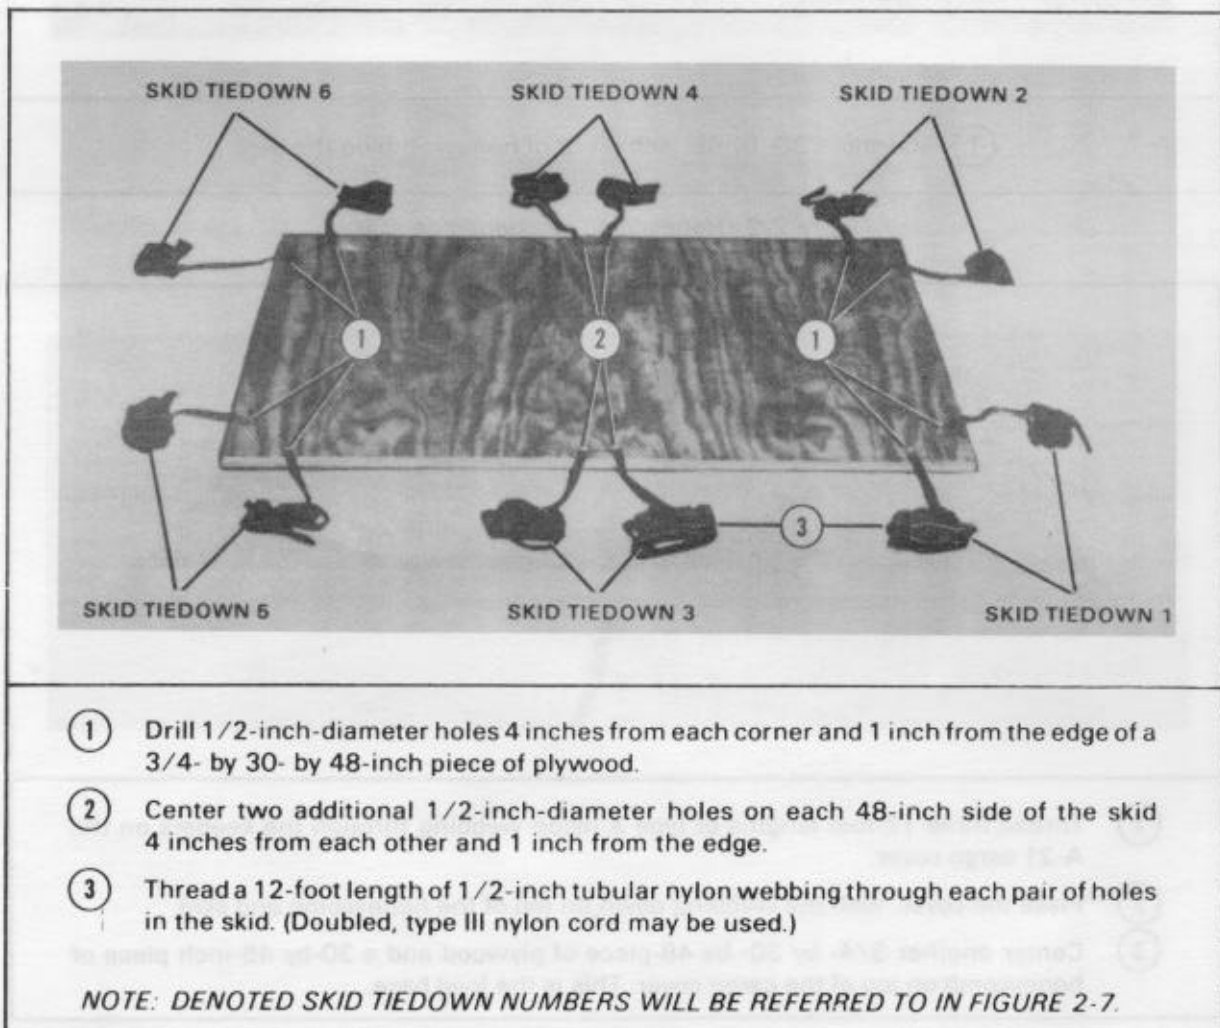 SKID TIEDOWN 6
SKID TIEDOWN 4
SKID TIEDOWN 2
1
2
1
3
SKID TIEDOWN 5
SKID TIEDOWN 3
SKID TIEDOWN 1
1 Drill 1/2-inch-diameter holes 4 inches from each corner and 1 inch from the edge of a
3/4- by 30- by 48-inch piece of plywood.
2 Center two additional 1/2-inch-diameter holes on each 48-inch side of the skid
4 inches from each other and 1 inch from the edge.
3 Thread a 12-foot length of 1/2-inch tubular nylon webbing through each pair of holes
in the skid. (Doubled, type III nylon cord may be used.)
NOTE: DENOTED SKID TIEDOWN NUMBERS WILL BE REFERRED TO IN FIGURE 2-7.